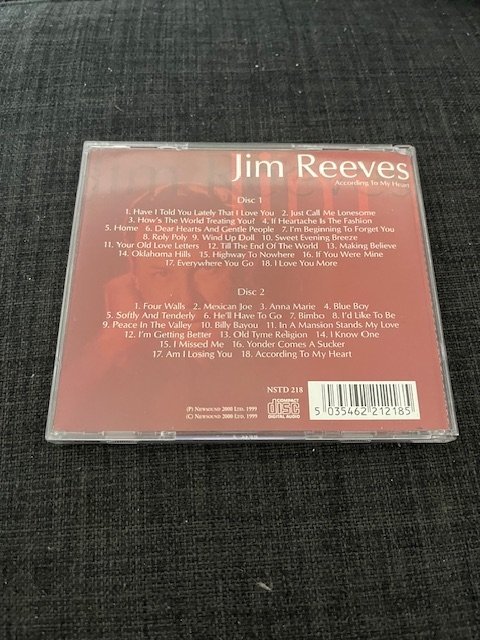 Jim Reeves
According To My Heart
Disc 1
1. Have I Told You Lately That I Love You 2. Just Call Me Lonesome
3. How's The World Treating You? 4. If Heartache Is The Fashion
5. Home 6. Dear Hearts And Gentle People 7. I'm Beginning To Forget You
8. Roly Poly 9. Wind Up Doll 10. Sweet Evening Breeze
11. Your Old Love Letters 12. Till The End Of The World 13. Making Believe
14. Oklahoma Hills 15. Highway To Nowhere 16. If You Were Mine
17. Everywhere You Go 18. I Love You More
Disc 2
1. Four Walls 2. Mexican Joe 3. Anna Marie 4. Blue Boy
5. Softly And Tenderly 6. He'll Have To Go 7. Bimbo 8. I'd Like To Be
9. Peace In The Valley 10. Billy Bayou 11. In A Mansion Stands My Love
12. I'm Getting Better 13. Old Tyme Religion 14. I Know One
15. I Missed Me 16. Yonder Comes A Sucker
17. Am I Losing You 18. According To My Heart
NSTD 218
(P) Newsound 2000 Ltd. 1999
(C) Newsound 2000 Ltd. 1999
COMPACT
disc
DIGITAL AUDIO
5 035462 212185